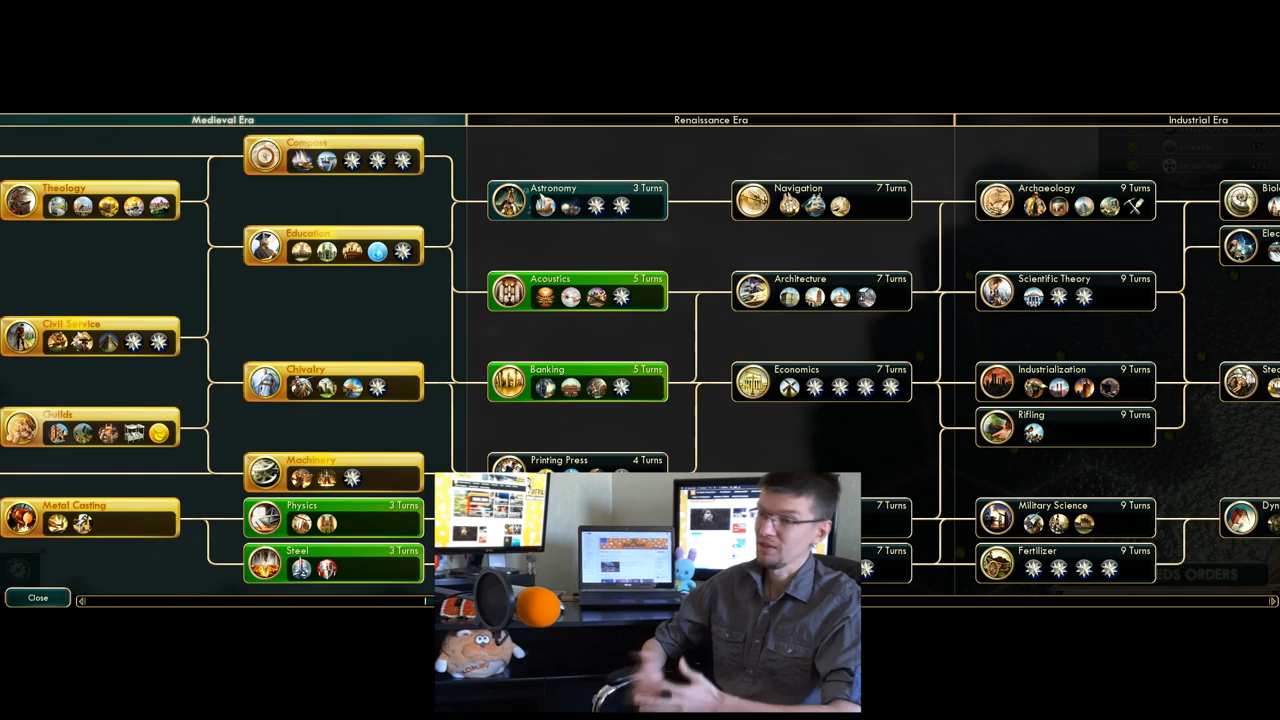 Medieval Era
Renaissance Era
Industrial Era
Compass
Theology
Astronomy 3 Turns
Navigation 7 Turns
Archaeology 9 Turns
Education
Acoustics 5 Turns
Architecture 7 Turns
Scientific Theory 9 Turns
Civil Service
Chivalry
Banking 5 Turns
Economics 7 Turns
Industrialization 9 Turns
Guilds
Rifling 9 Turns
Machinery
Printing Press 4 Turns
Metal Casting
Physics 3 Turns
7 Turns
Military Science 9 Turns
Steel 3 Turns
7 Turns
Fertilizer 9 Turns
EDS ORDERS
Close